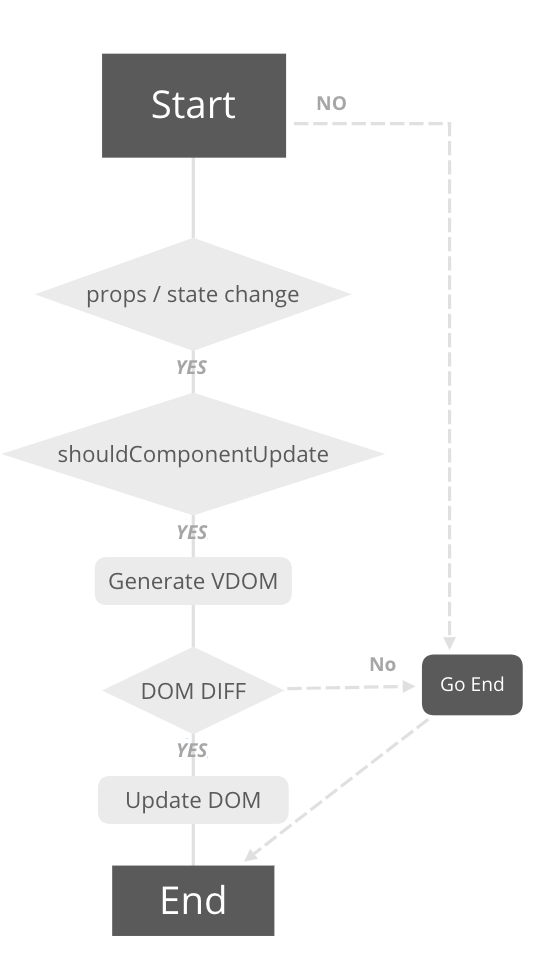 Start
NO
props / state change
YES
shouldComponentUpdate
YES
Generate VDOM
DOM DIFF
No
Go End
YES
Update DOM
End